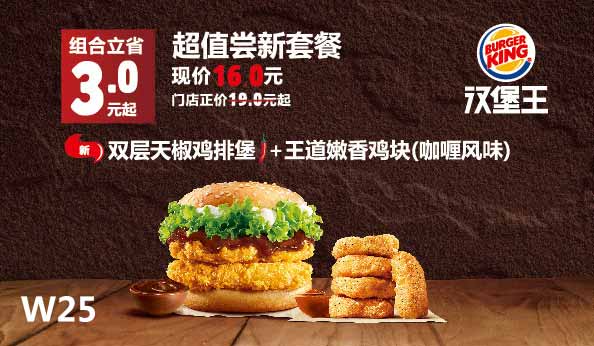 组合立省
3.0
元起
超值尝新套餐
现价16.0元
门店正价19.0元起
BURGER
KING
汉堡王
新 双层天椒鸡排堡+王道嫩香鸡块(咖喱风味)
W25